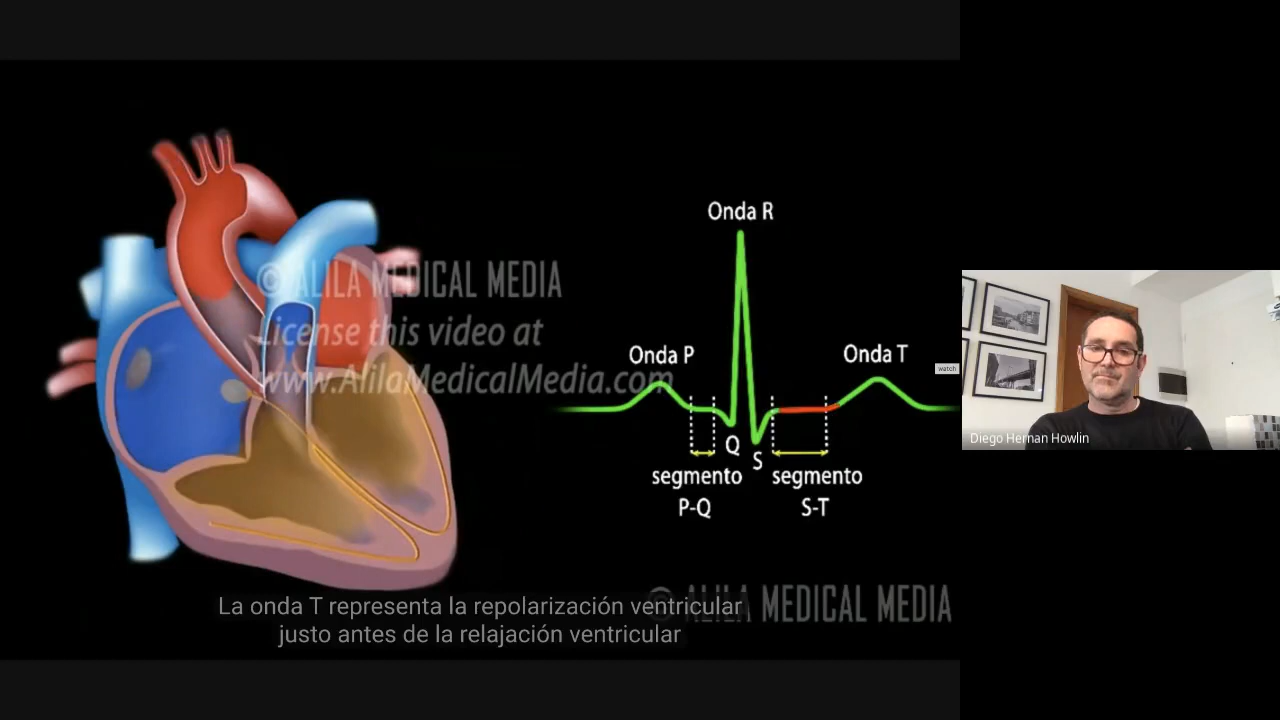 Onda R
© ALILA MEDICAL MEDIA
License this video at
www.AlilaMedicalMedia.com
Onda P
Onda T
watch
Q
S
segmento
P-Q
segmento
S-T
Diego Hernan Howlin
La onda T representa la repolarización ventricular
justo antes de la relajación ventricular
© ALILA MEDICAL MEDIA